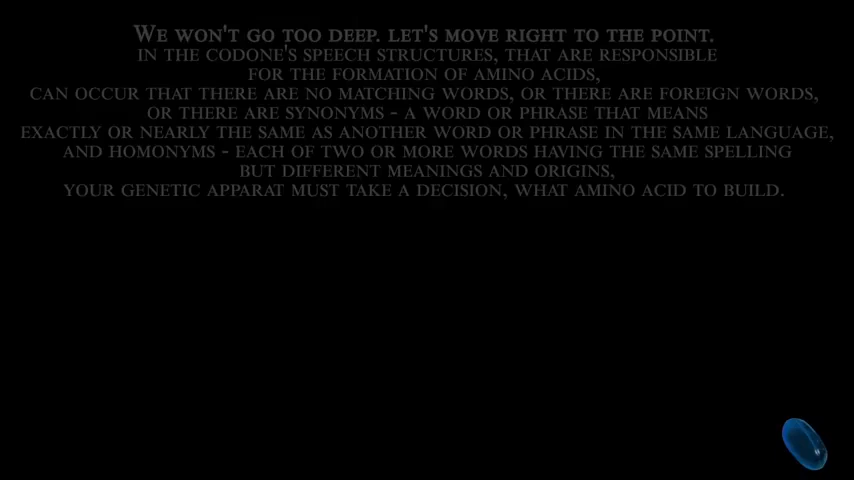 We won't go too deep. let's move right to the point.
in the codone's speech structures, that are responsible
for the formation of amino acids,
can occur that there are no matching words, or there are foreign words,
or there are synonyms - a word or phrase that means
exactly or nearly the same as another word or phrase in the same language,
and homonyms - each of two or more words having the same spelling
but different meanings and origins,
your genetic apparat must take a decision, what amino acid to build.